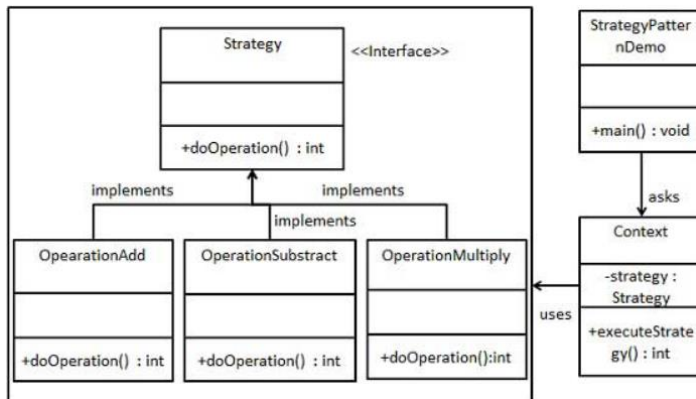 Strategy
<<Interface>>
+doOperation() : int
implements
implements
implements
OpearationAdd
+doOperation() : int
OperationSubstract
+doOperation() : int
OperationMultiply
+doOperation():int
StrategyPatter
nDemo
+main() : void
asks
Context
-strategy :
Strategy
+executeStrate
gy() : int
uses